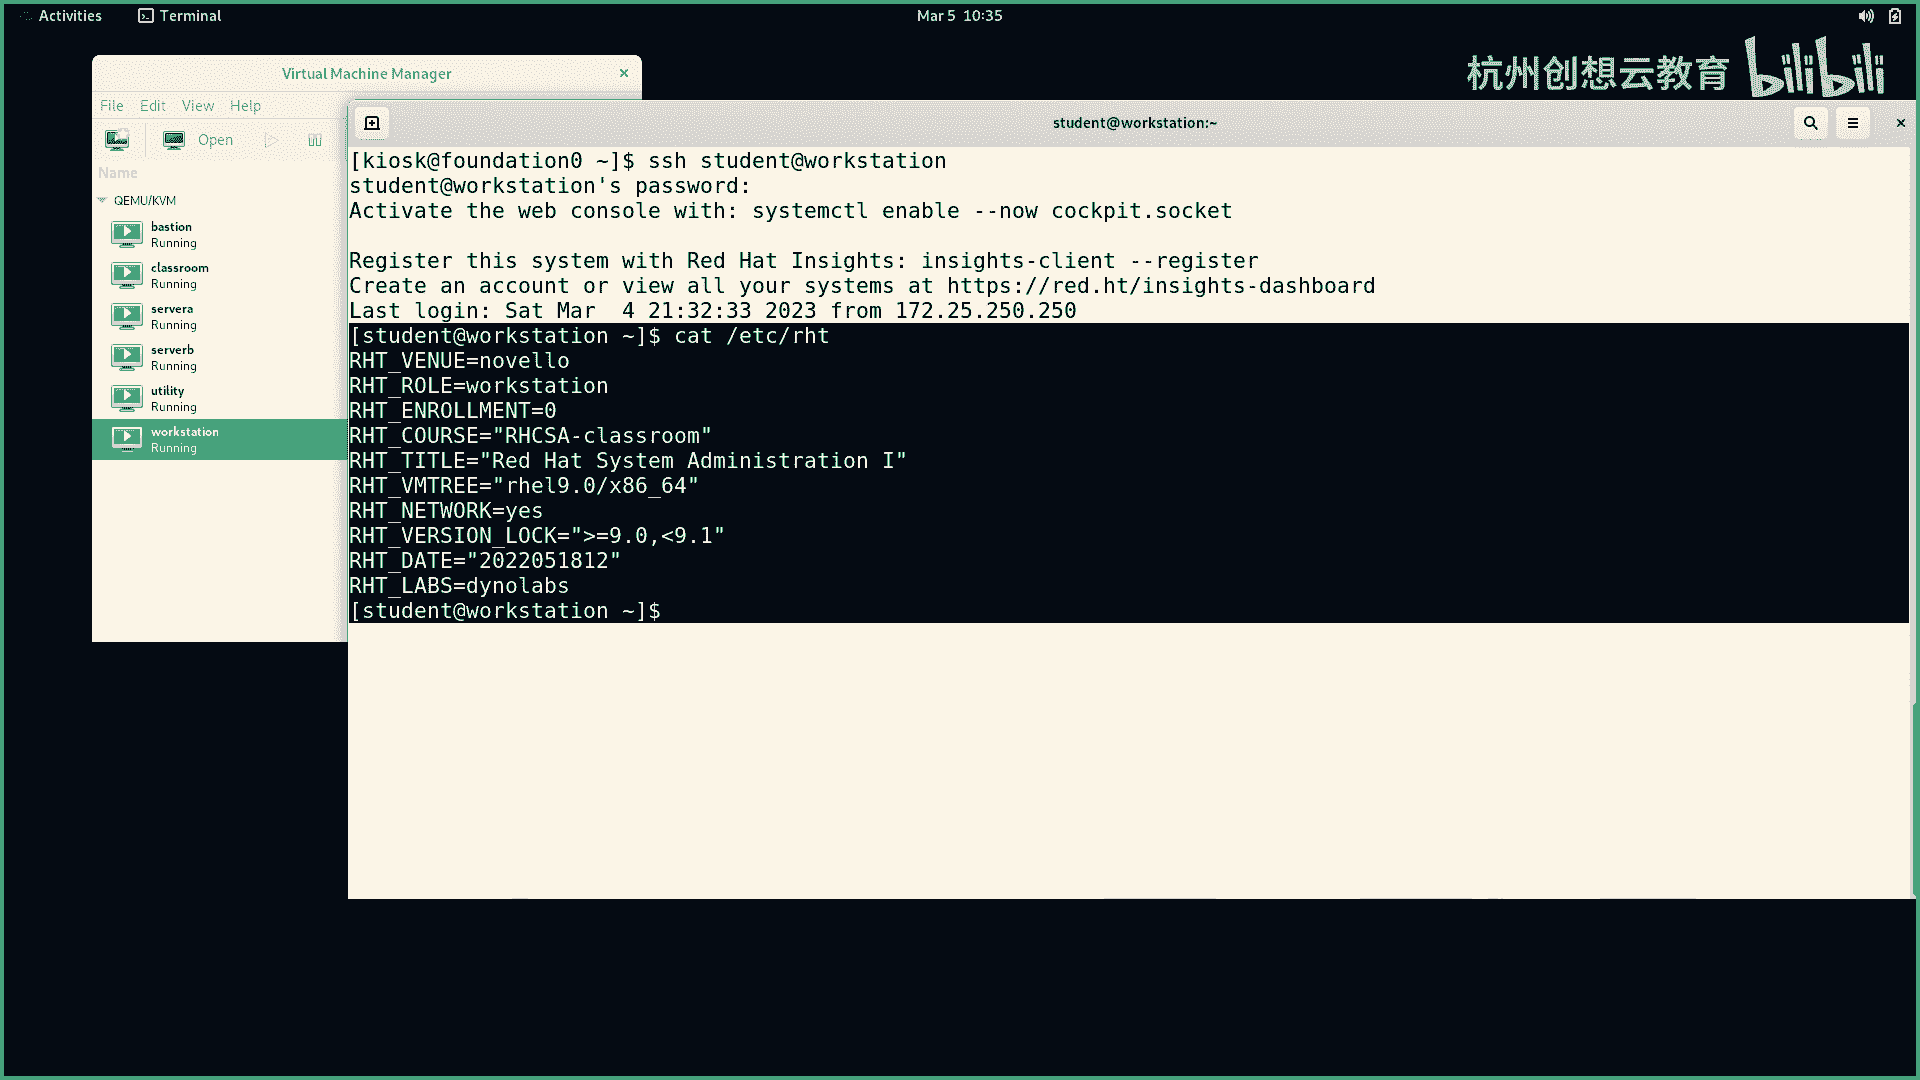 Activities
Terminal
Mar 5 10:35
杭州创想云教育 bilibili
Virtual Machine Manager
File Edit View Help
Open
Name
QEMU/KVM
bastion
Running
classroom
Running
servera
Running
serverb
Running
utility
Running
workstation
Running
student@workstation:~
[kiosk@foundation0 ~]$ ssh student@workstation
student@workstation's password:
Activate the web console with: systemctl enable --now cockpit.socket
Register this system with Red Hat Insights: insights-client --register
Create an account or view all your systems at https://red.ht/insights-dashboard
Last login: Sat Mar  4 21:32:33 2023 from 172.25.250.250
[student@workstation ~]$ cat /etc/rht
RHT_VENUE=novello
RHT_ROLE=workstation
RHT_ENROLLMENT=0
RHT_COURSE="RHCSA-classroom"
RHT_TITLE="Red Hat System Administration I"
RHT_VMTREE="rhel9.0/x86_64"
RHT_NETWORK=yes
RHT_VERSION_LOCK=">=9.0,<9.1"
RHT_DATE="2022051812"
RHT_LABS=dynolabs
[student@workstation ~]$